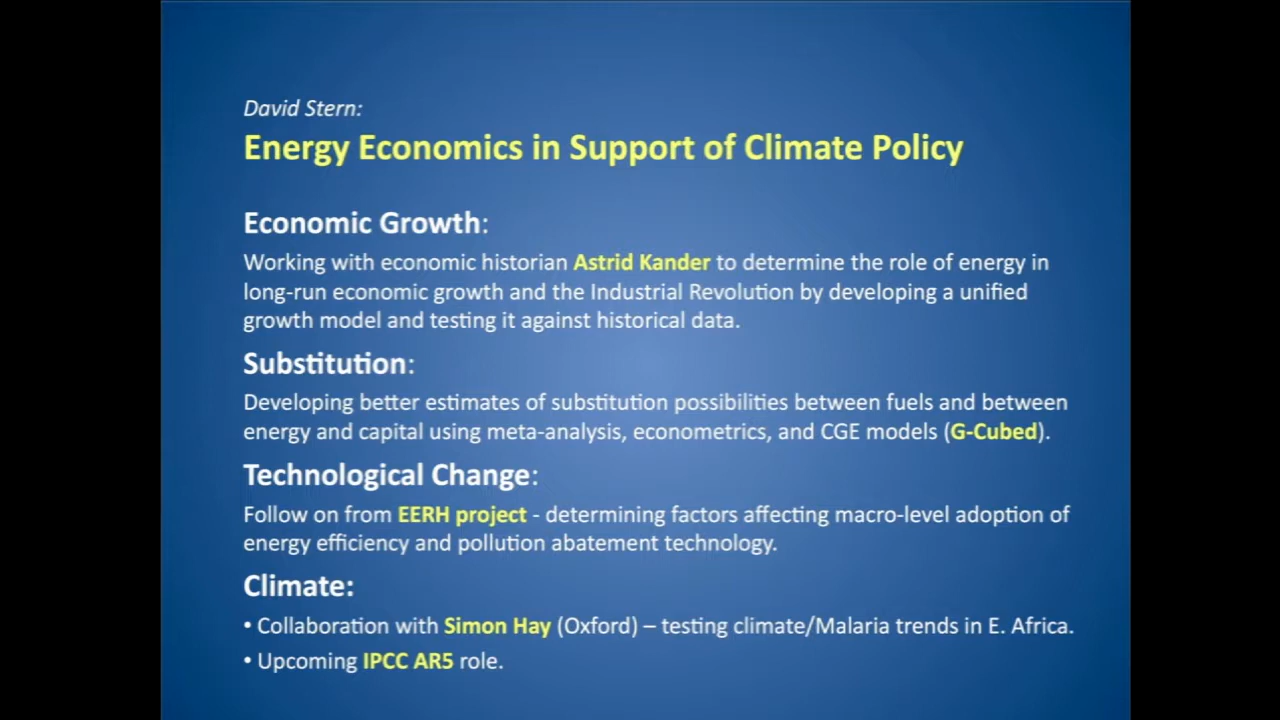 David Stern:
Energy Economics in Support of Climate Policy
Economic Growth:
Working with economic historian Astrid Kander to determine the role of energy in
long-run economic growth and the Industrial Revolution by developing a unified
growth model and testing it against historical data.
Substitution:
Developing better estimates of substitution possibilities between fuels and between
energy and capital using meta-analysis, econometrics, and CGE models (G-Cubed).
Technological Change:
Follow on from EERH project - determining factors affecting macro-level adoption of
energy efficiency and pollution abatement technology.
Climate:
• Collaboration with Simon Hay (Oxford) – testing climate/Malaria trends in E. Africa.
• Upcoming IPCC AR5 role.